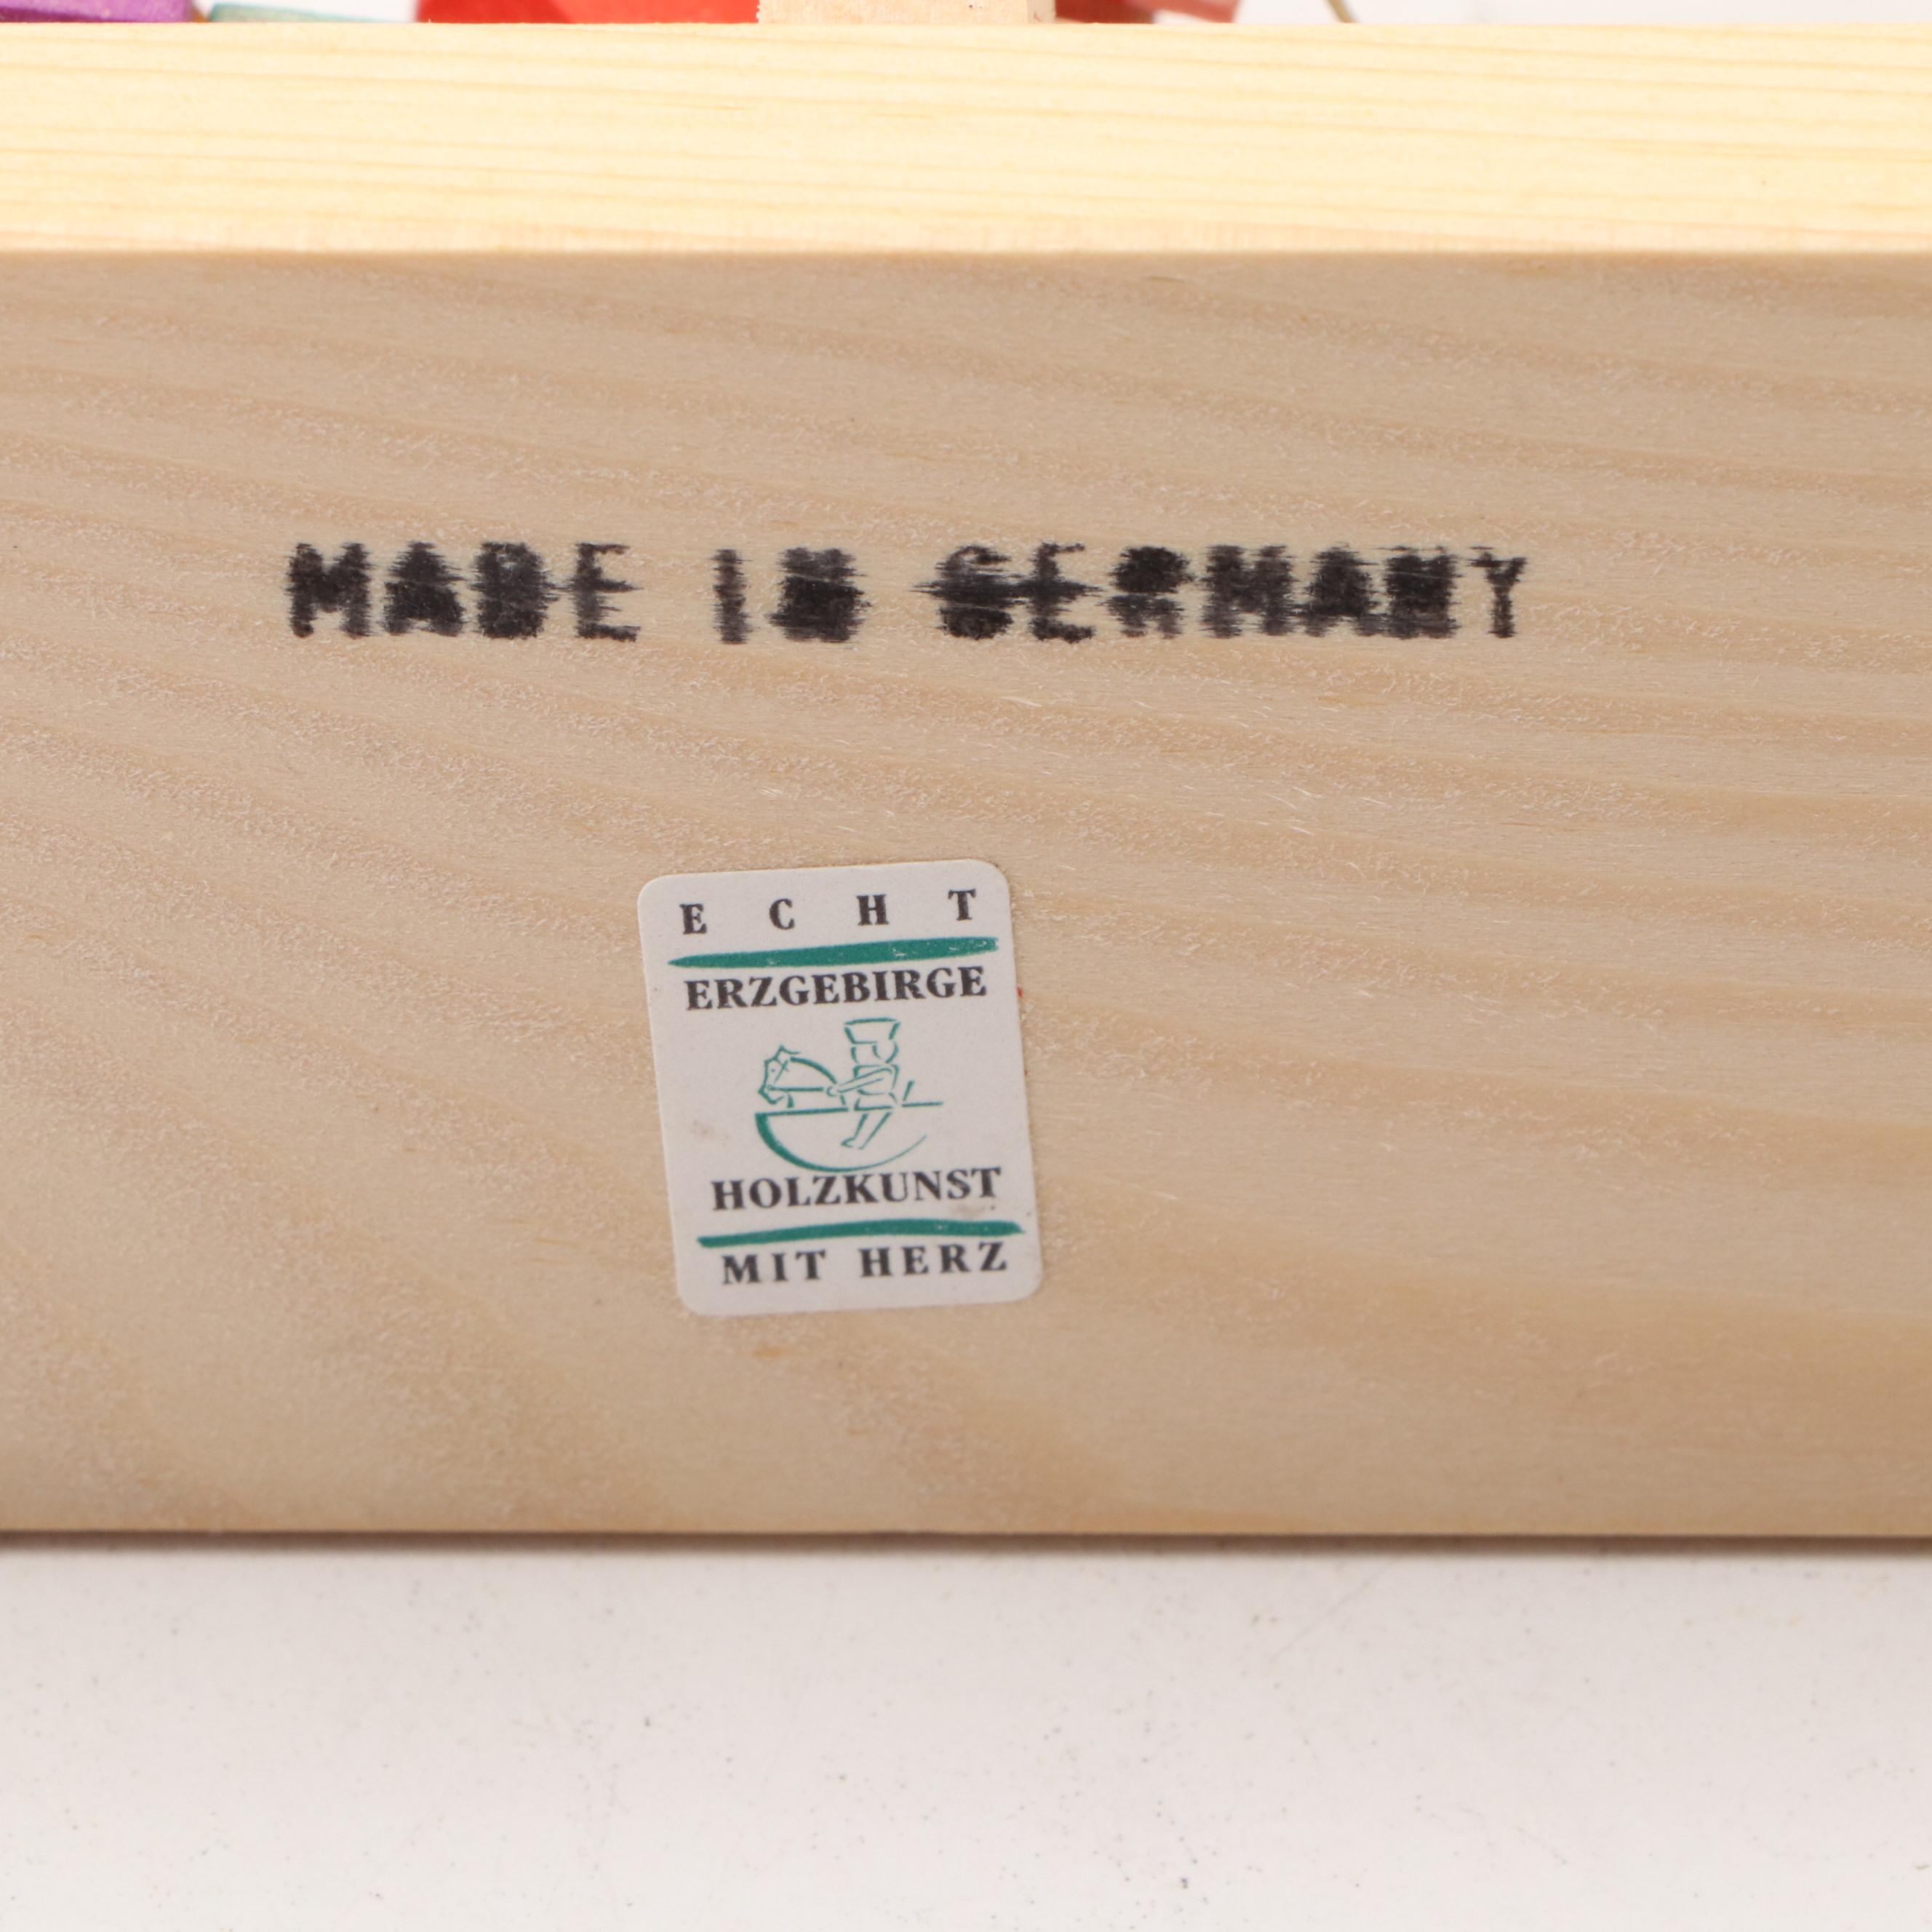 MADE IN GERMANY
ECHT
ERZGEBIRGE
HOLZKUNST
MIT HERZ